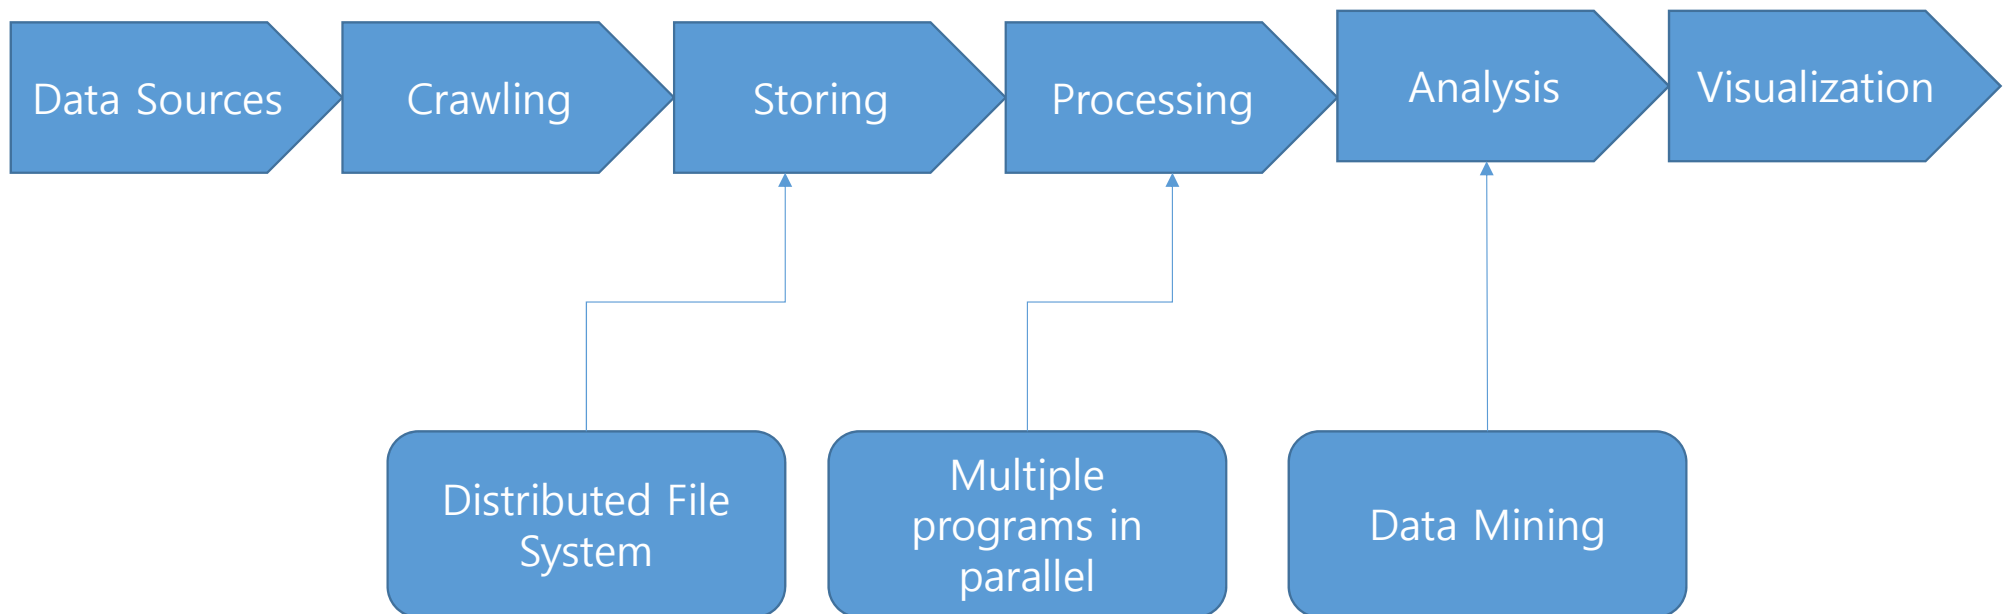 Data Sources
Crawling
Storing
Processing
Analysis
Visualization
Distributed File
System
Multiple
programs in
parallel
Data Mining